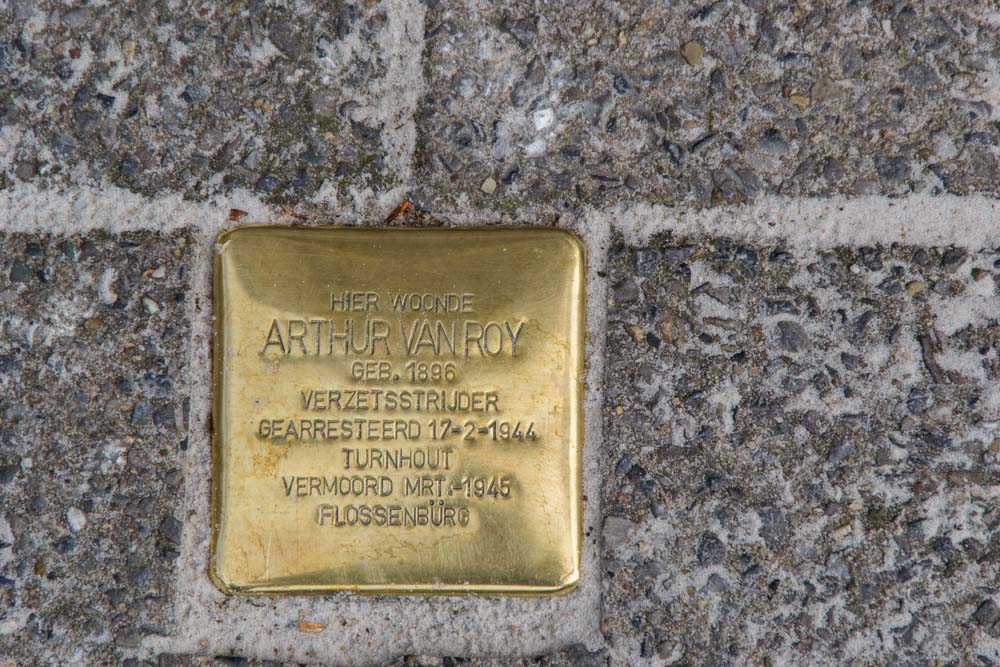 HIER WOONDE
ARTHUR VAN ROY
GEB. 1896
VERZETSSTRIJDER
GEARRESTEERD 17-2-1944
TURNHOUT
VERMOORD MRT.-1945
FLOSSENBÜRG